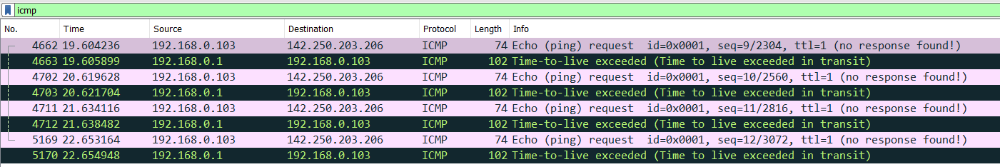 icmp
No. Time Source Destination Protocol Length Info
4662 19.604236 192.168.0.103 142.250.203.206 ICMP 74 Echo (ping) request id=0x0001, seq=9/2304, ttl=1 (no response found!)
4663 19.605899 192.168.0.1 192.168.0.103 ICMP 102 Time-to-live exceeded (Time to live exceeded in transit)
4702 20.619628 192.168.0.103 142.250.203.206 ICMP 74 Echo (ping) request id=0x0001, seq=10/2560, ttl=1 (no response found!)
4703 20.621704 192.168.0.1 192.168.0.103 ICMP 102 Time-to-live exceeded (Time to live exceeded in transit)
4711 21.634116 192.168.0.103 142.250.203.206 ICMP 74 Echo (ping) request id=0x0001, seq=11/2816, ttl=1 (no response found!)
4712 21.638482 192.168.0.1 192.168.0.103 ICMP 102 Time-to-live exceeded (Time to live exceeded in transit)
5169 22.653164 192.168.0.103 142.250.203.206 ICMP 74 Echo (ping) request id=0x0001, seq=12/3072, ttl=1 (no response found!)
5170 22.654948 192.168.0.1 192.168.0.103 ICMP 102 Time-to-live exceeded (Time to live exceeded in transit)